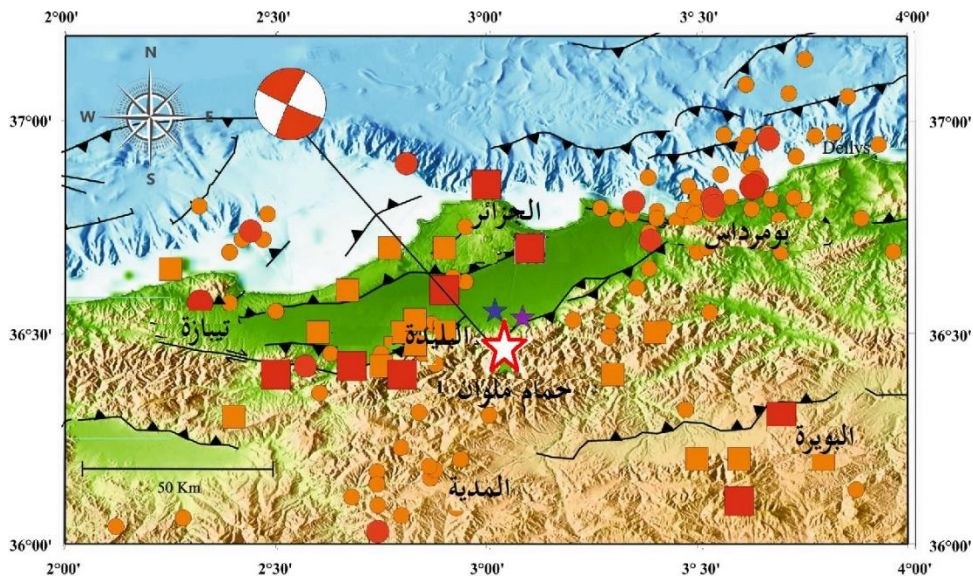 2°00' 2°30' 3°00' 3°30' 4°00'
N
W E
S
37°00' 37°00'
Dellys
الجزائر
بومرداس
تيبازة
البليدة
36°30' 36°30'
حمام ملوان
البويرة
المدية
50 Km
36°00' 36°00'
2°00' 2°30' 3°00' 3° 30' 4°00'